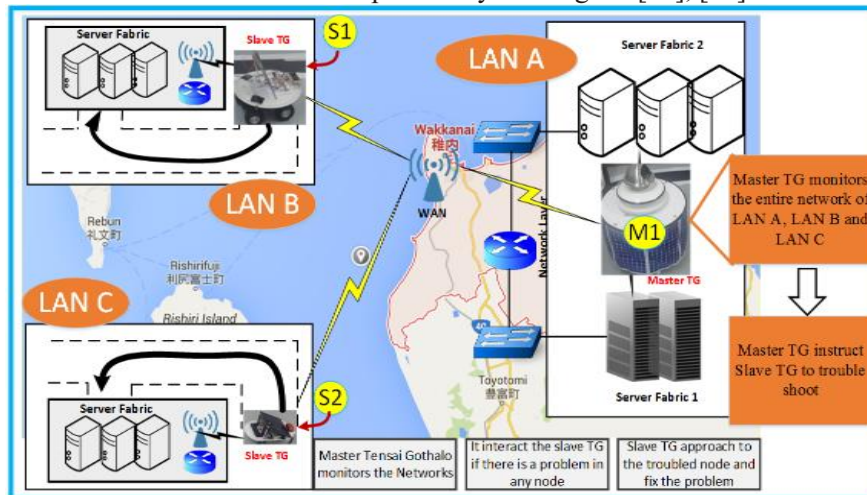 Server Fabric
Slave TG
S1
LAN B
LAN A
Server Fabric 2
Wakkanai
稚内
WAN
Rebun
礼文町
Rishirifuji
利尻富士町
Rishiri Island
Network Layer
M1
Master TG
Master TG monitors
the entire network of
LAN A, LAN B and
LAN C
Master TG instruct
Slave TG to trouble
shoot
Server Fabric 1
40
Toyotomi
豊富町
LAN C
Server Fabric
Slave TG
S2
Master Tensai Gothalo
monitors the Networks
It interact the slave TG
if there is a problem in
any node
Slave TG approach to
the troubled node and
fix the problem